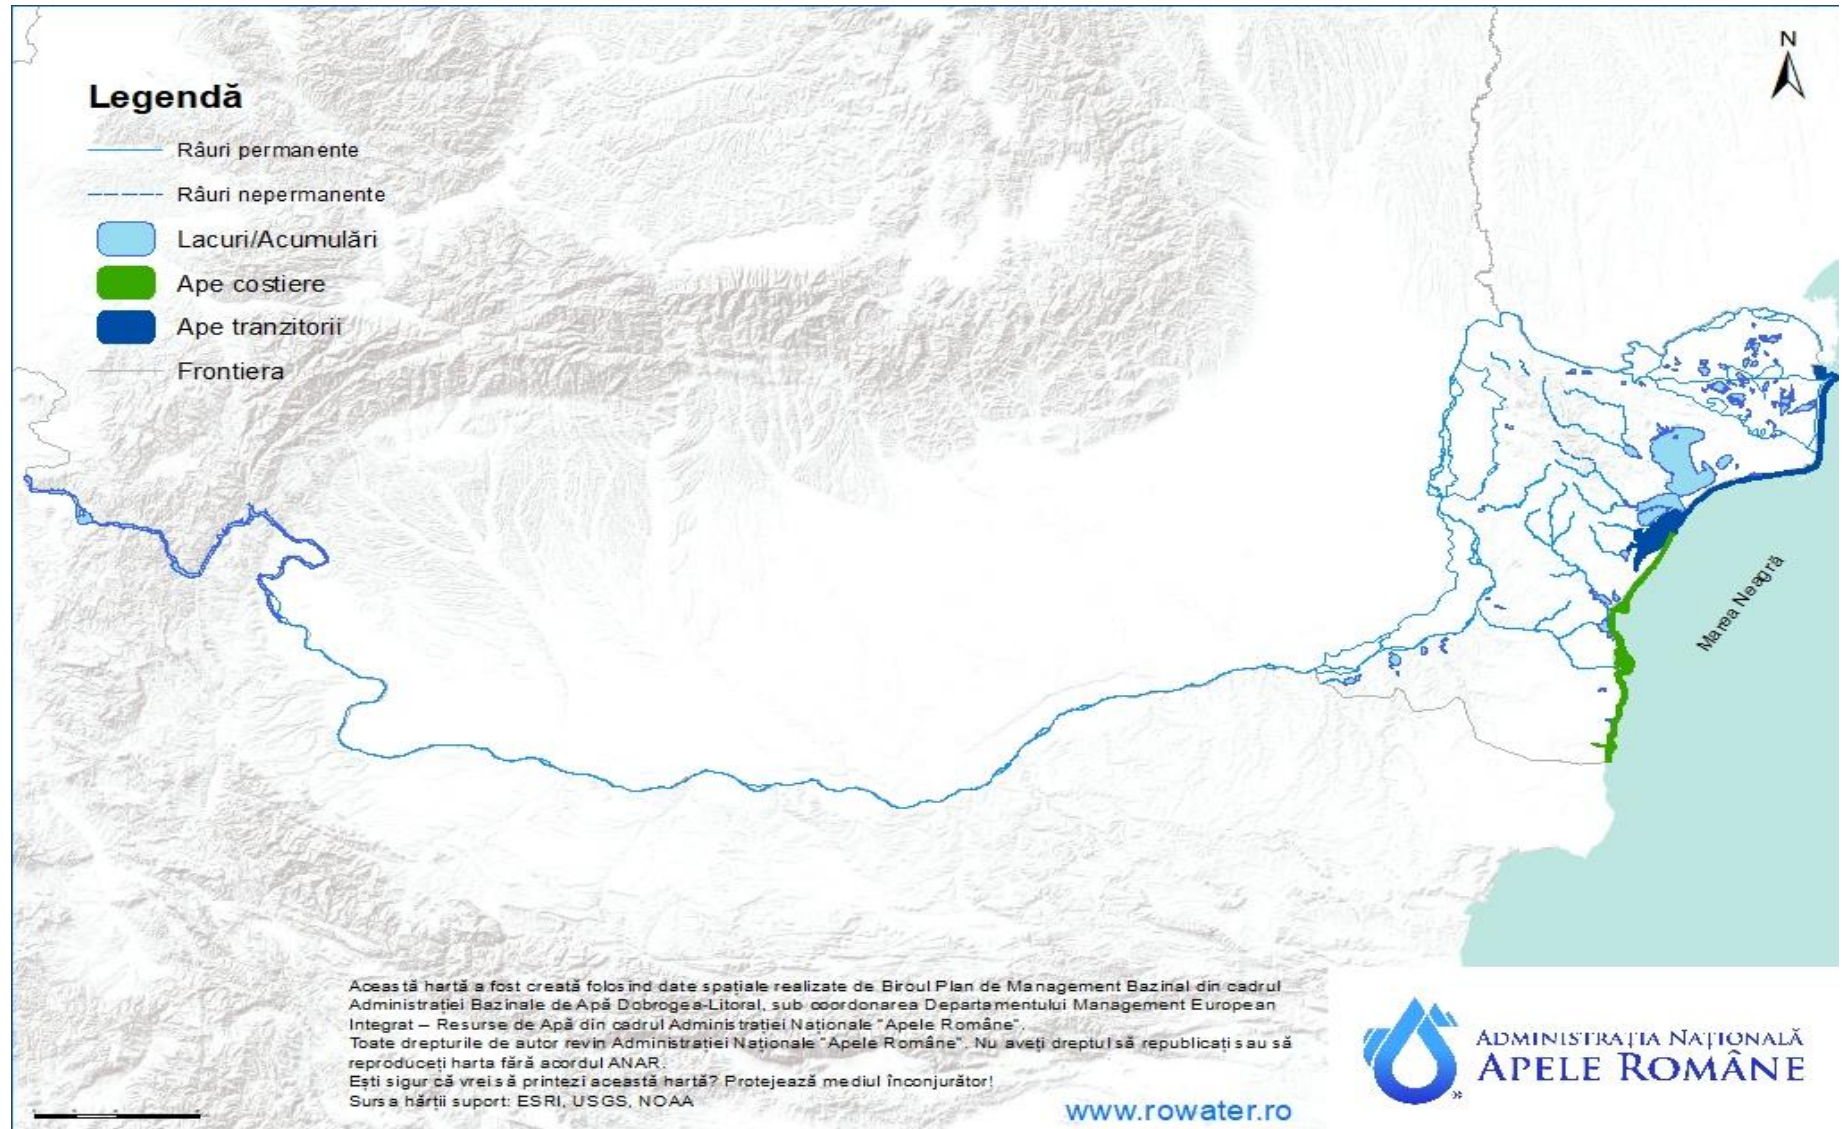 Legendă
Râuri permanente
Râuri nepermanente
Lacuri/Acumulări
Ape costiere
Ape tranzitorii
Frontiera
N
Marea Neagră
Această hartă a fost creată folosind date spațiale realizate de Biroul Plan de Management Bazinal din cadrul
Administrației Bazinale de Apă Dobrogea-Litoral, sub coordonarea Departamentului Management European
Integrat – Resurse de Apă din cadrul Administrației Naționale "Apele Române".
Toate drepturile de autor revin Administratiei Naționale "Apele Române". Nu aveți dreptul să republicați sau să
reproduceți harta fără acordul ANAR.
Ești sigur că vrei să printezi această hartă? Protejează mediul înconjurător!
Sursa hărții suport: ESRI, USGS, NOAA
www.rowater.ro
ADMINISTRAȚIA NAȚIONALĂ
APELE ROMÂNE